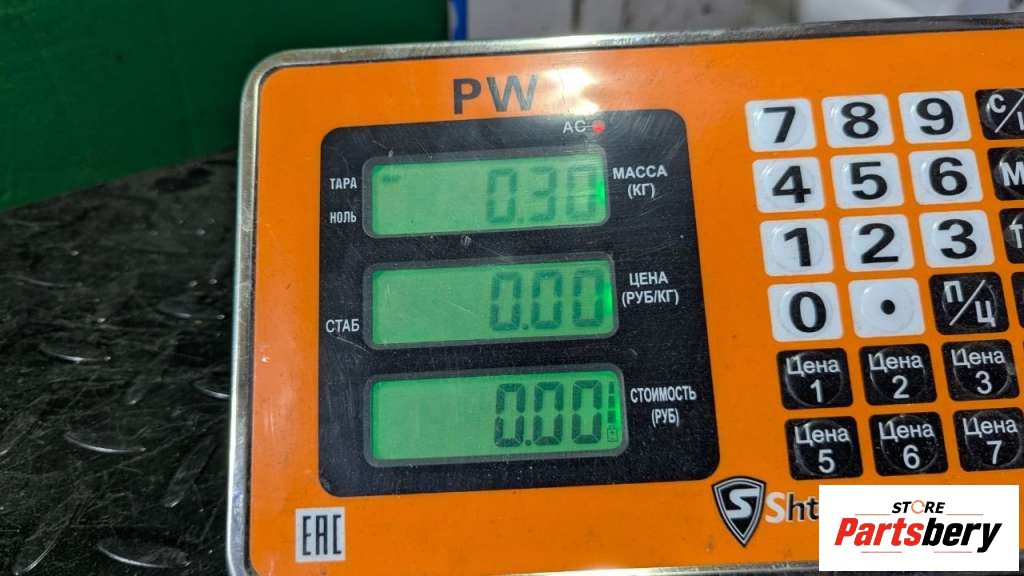 PW
AC
ТАРА
НОЛЬ
0.30
МАССА
(КГ)
СТАБ
0.00
ЦЕНА
(РУБ/КГ)
0.00
СТОИМОСТЬ
(РУБ)
7 8 9
4 5 6
1 2 3
0 . П/Ц
Цена 1
Цена 2
Цена 3
Цена 5
Цена 6
Цена 7
EAC
S Sht
STORE
Partsbery